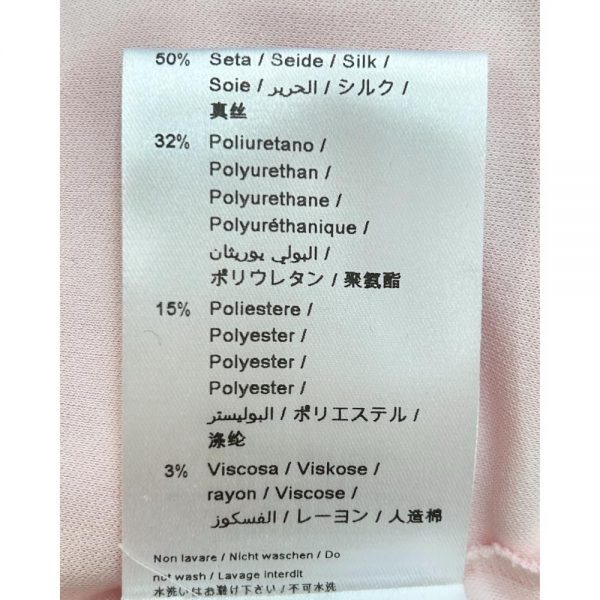 50% Seta / Seide / Silk /
Soie / الحرير / シルク /
真丝
32% Poliuretano /
Polyurethan /
Polyurethane /
Polyuréthanique /
البولي يوريثان /
ポリウレタン / 聚氨酯
15% Poliestere /
Polyester /
Polyester /
Polyester /
البوليستر / ポリエステル /
涤纶
3% Viscosa / Viskose /
rayon / Viscose /
الفسكوز / レーヨン / 人造棉
Non lavare / Nicht waschen / Do
not wash / Lavage interdit
水洗いはお避け下さい / 不可水洗